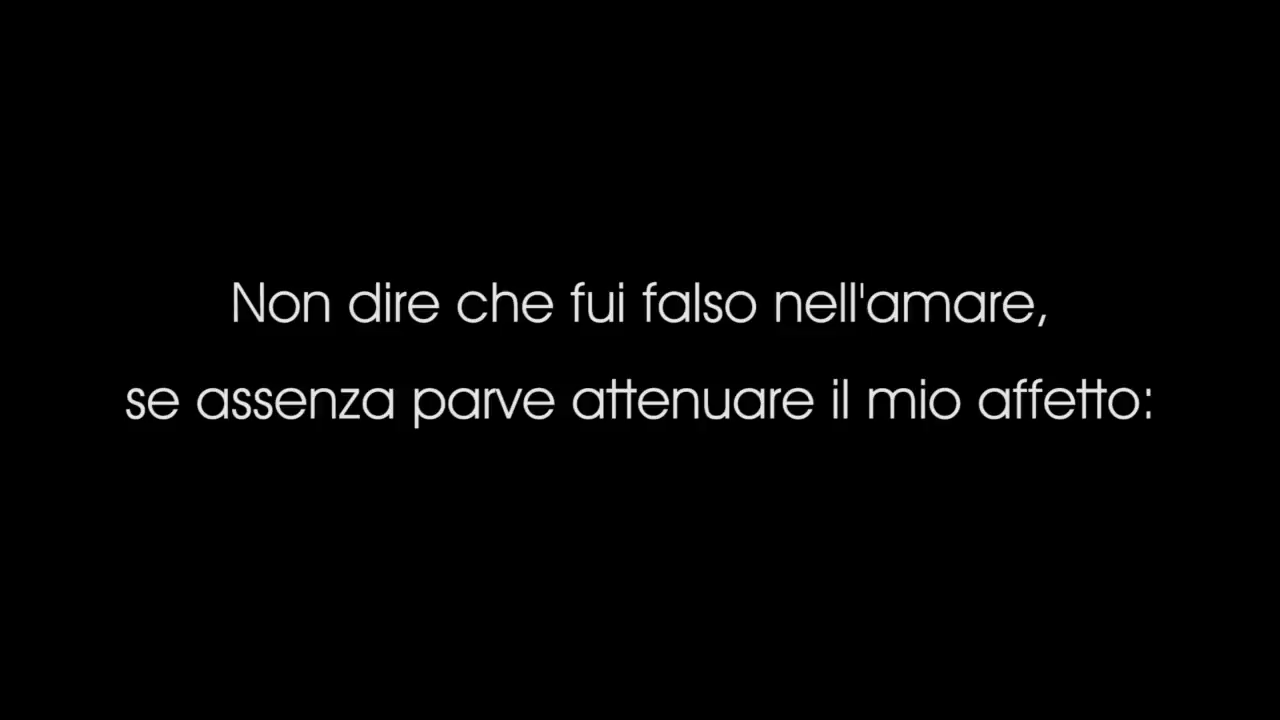 Non dire che fui falso nell'amare,
se assenza parve attenuare il mio affetto: